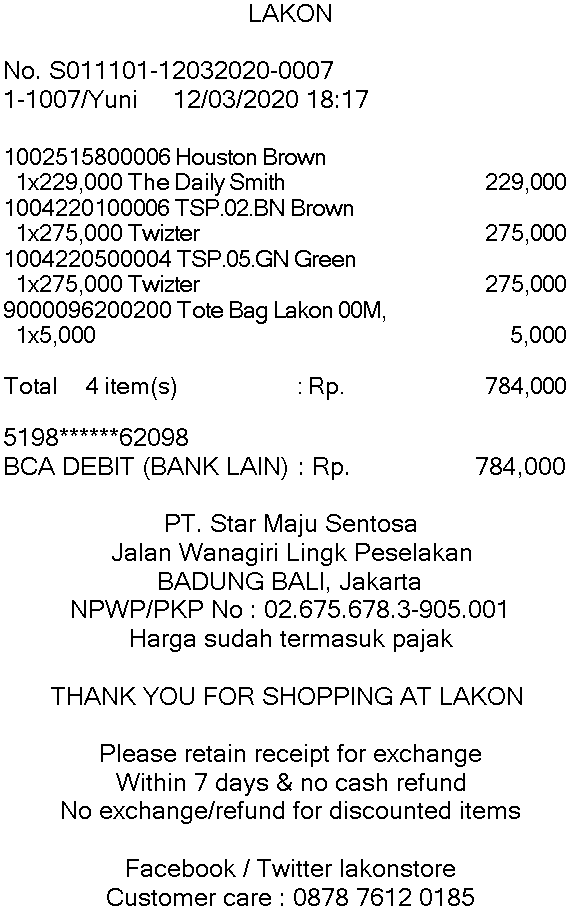 LAKON
No. S011101-12032020-0007
1-1007/Yuni 12/03/2020 18:17
1002515800006 Houston Brown
1x229,000 The Daily Smith 229,000
1004220100006 TSP.02.BN Brown
1x275,000 Twizter 275,000
1004220500004 TSP.05.GN Green
1x275,000 Twizter 275,000
9000096200200 Tote Bag Lakon 00M,
1x5,000 5,000
Total 4 item(s) : Rp. 784,000
5198******62098
BCA DEBIT (BANK LAIN) : Rp. 784,000
PT. Star Maju Sentosa
Jalan Wanagiri Lingk Peselakan
BADUNG BALI, Jakarta
NPWP/PKP No : 02.675.678.3-905.001
Harga sudah termasuk pajak
THANK YOU FOR SHOPPING AT LAKON
Please retain receipt for exchange
Within 7 days & no cash refund
No exchange/refund for discounted items
Facebook / Twitter lakonstore
Customer care : 0878 7612 0185